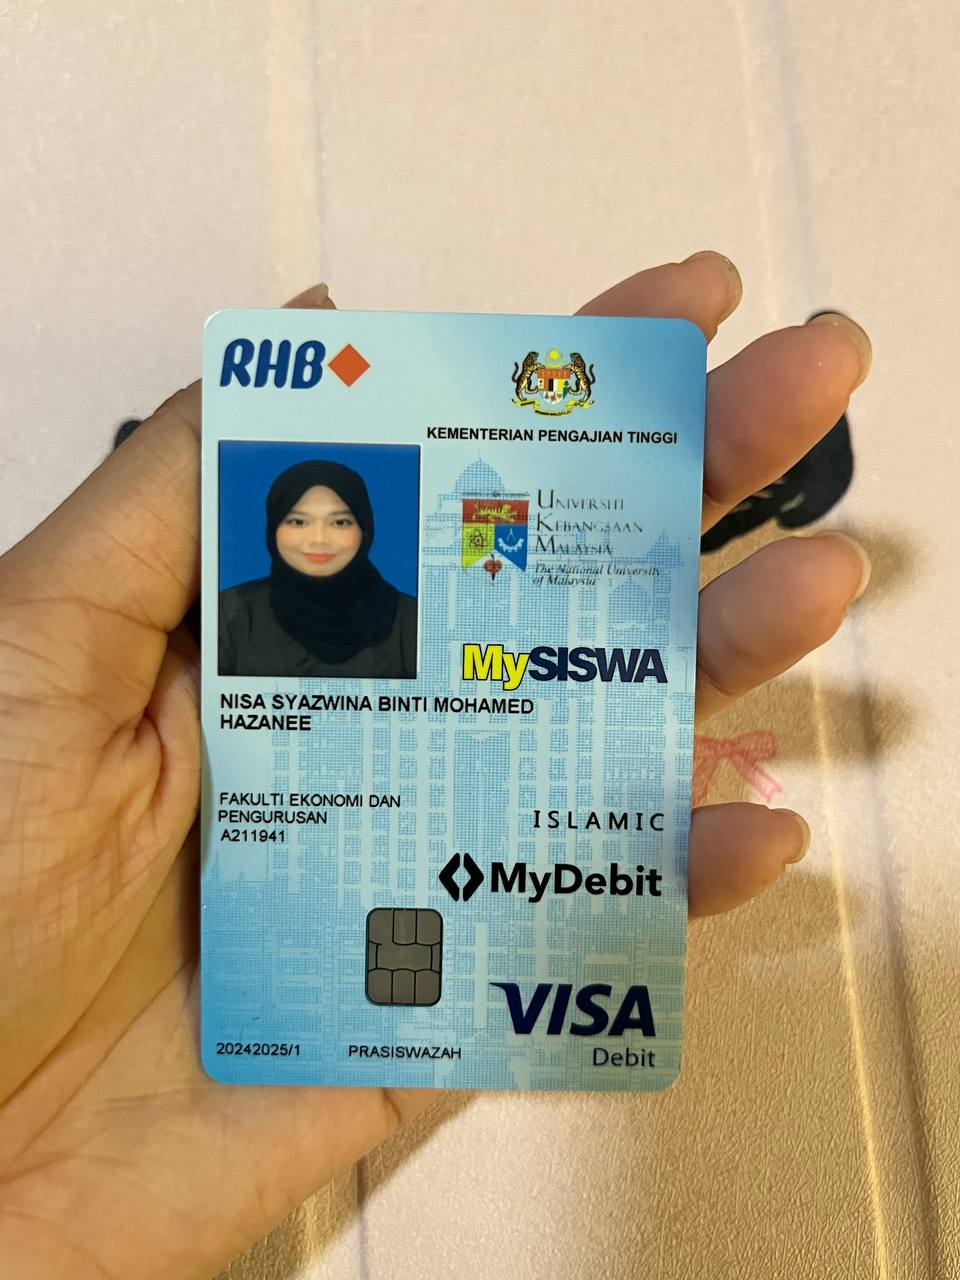 RHB
KEMENTERIAN PENGAJIAN TINGGI
UNIVERSITI
KEBANGSAAN
MALAYSIA
The National University
of Malaysia
MySISWA
NISA SYAZWINA BINTI MOHAMED
HAZANEE
FAKULTI EKONOMI DAN
PENGURUSAN
A211941
ISLAMIC
MyDebit
VISA
Debit
20242025/1 PRASISWAZAH